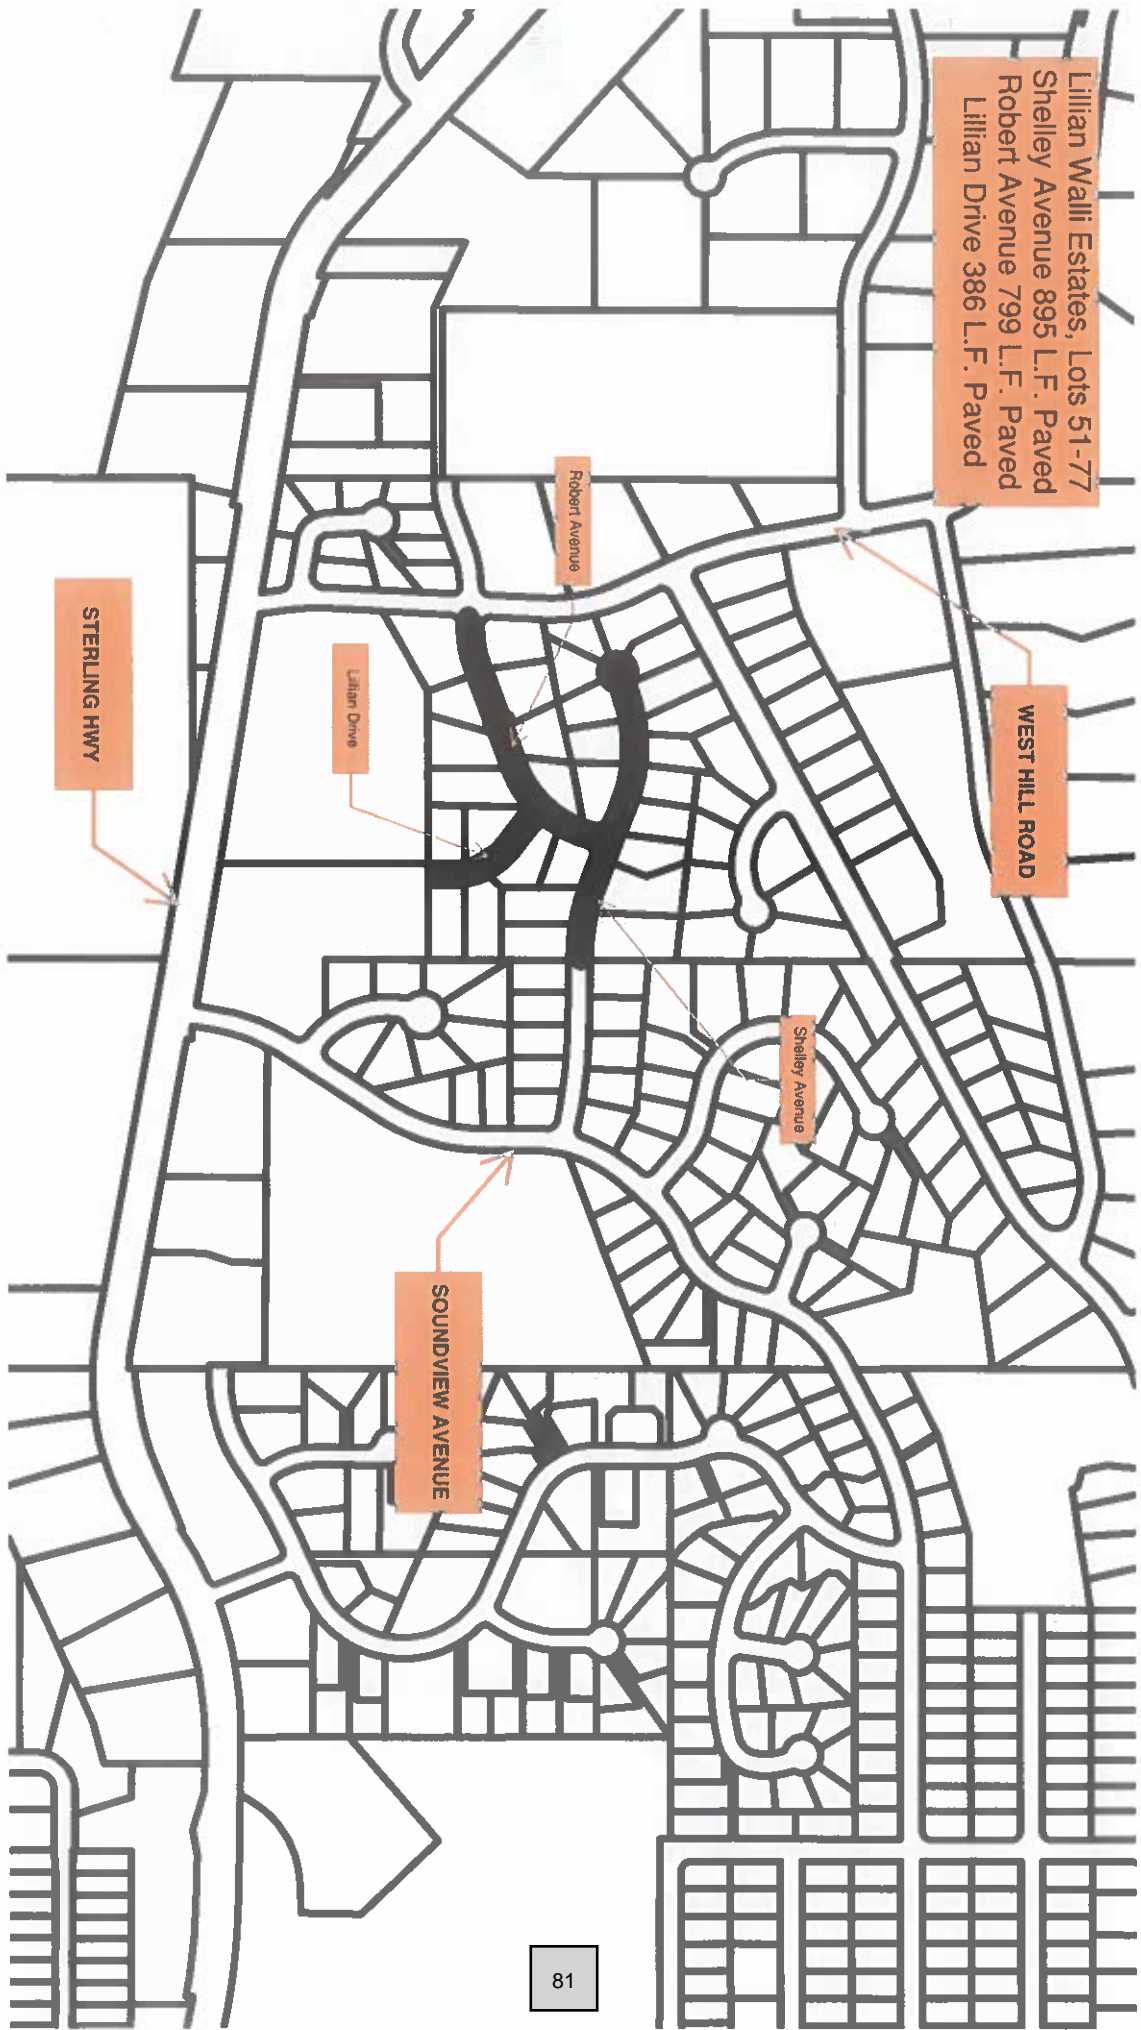 Lillian Walli Estates, Lots 51-77
Shelley Avenue 895 L.F. Paved
Robert Avenue 799 L.F. Paved
Lillian Drive 386 L.F. Paved
WEST HILL ROAD
Robert Avenue
Lillian Drive
STERLING HWY
Shelley Avenue
SOUNDVIEW AVENUE
81